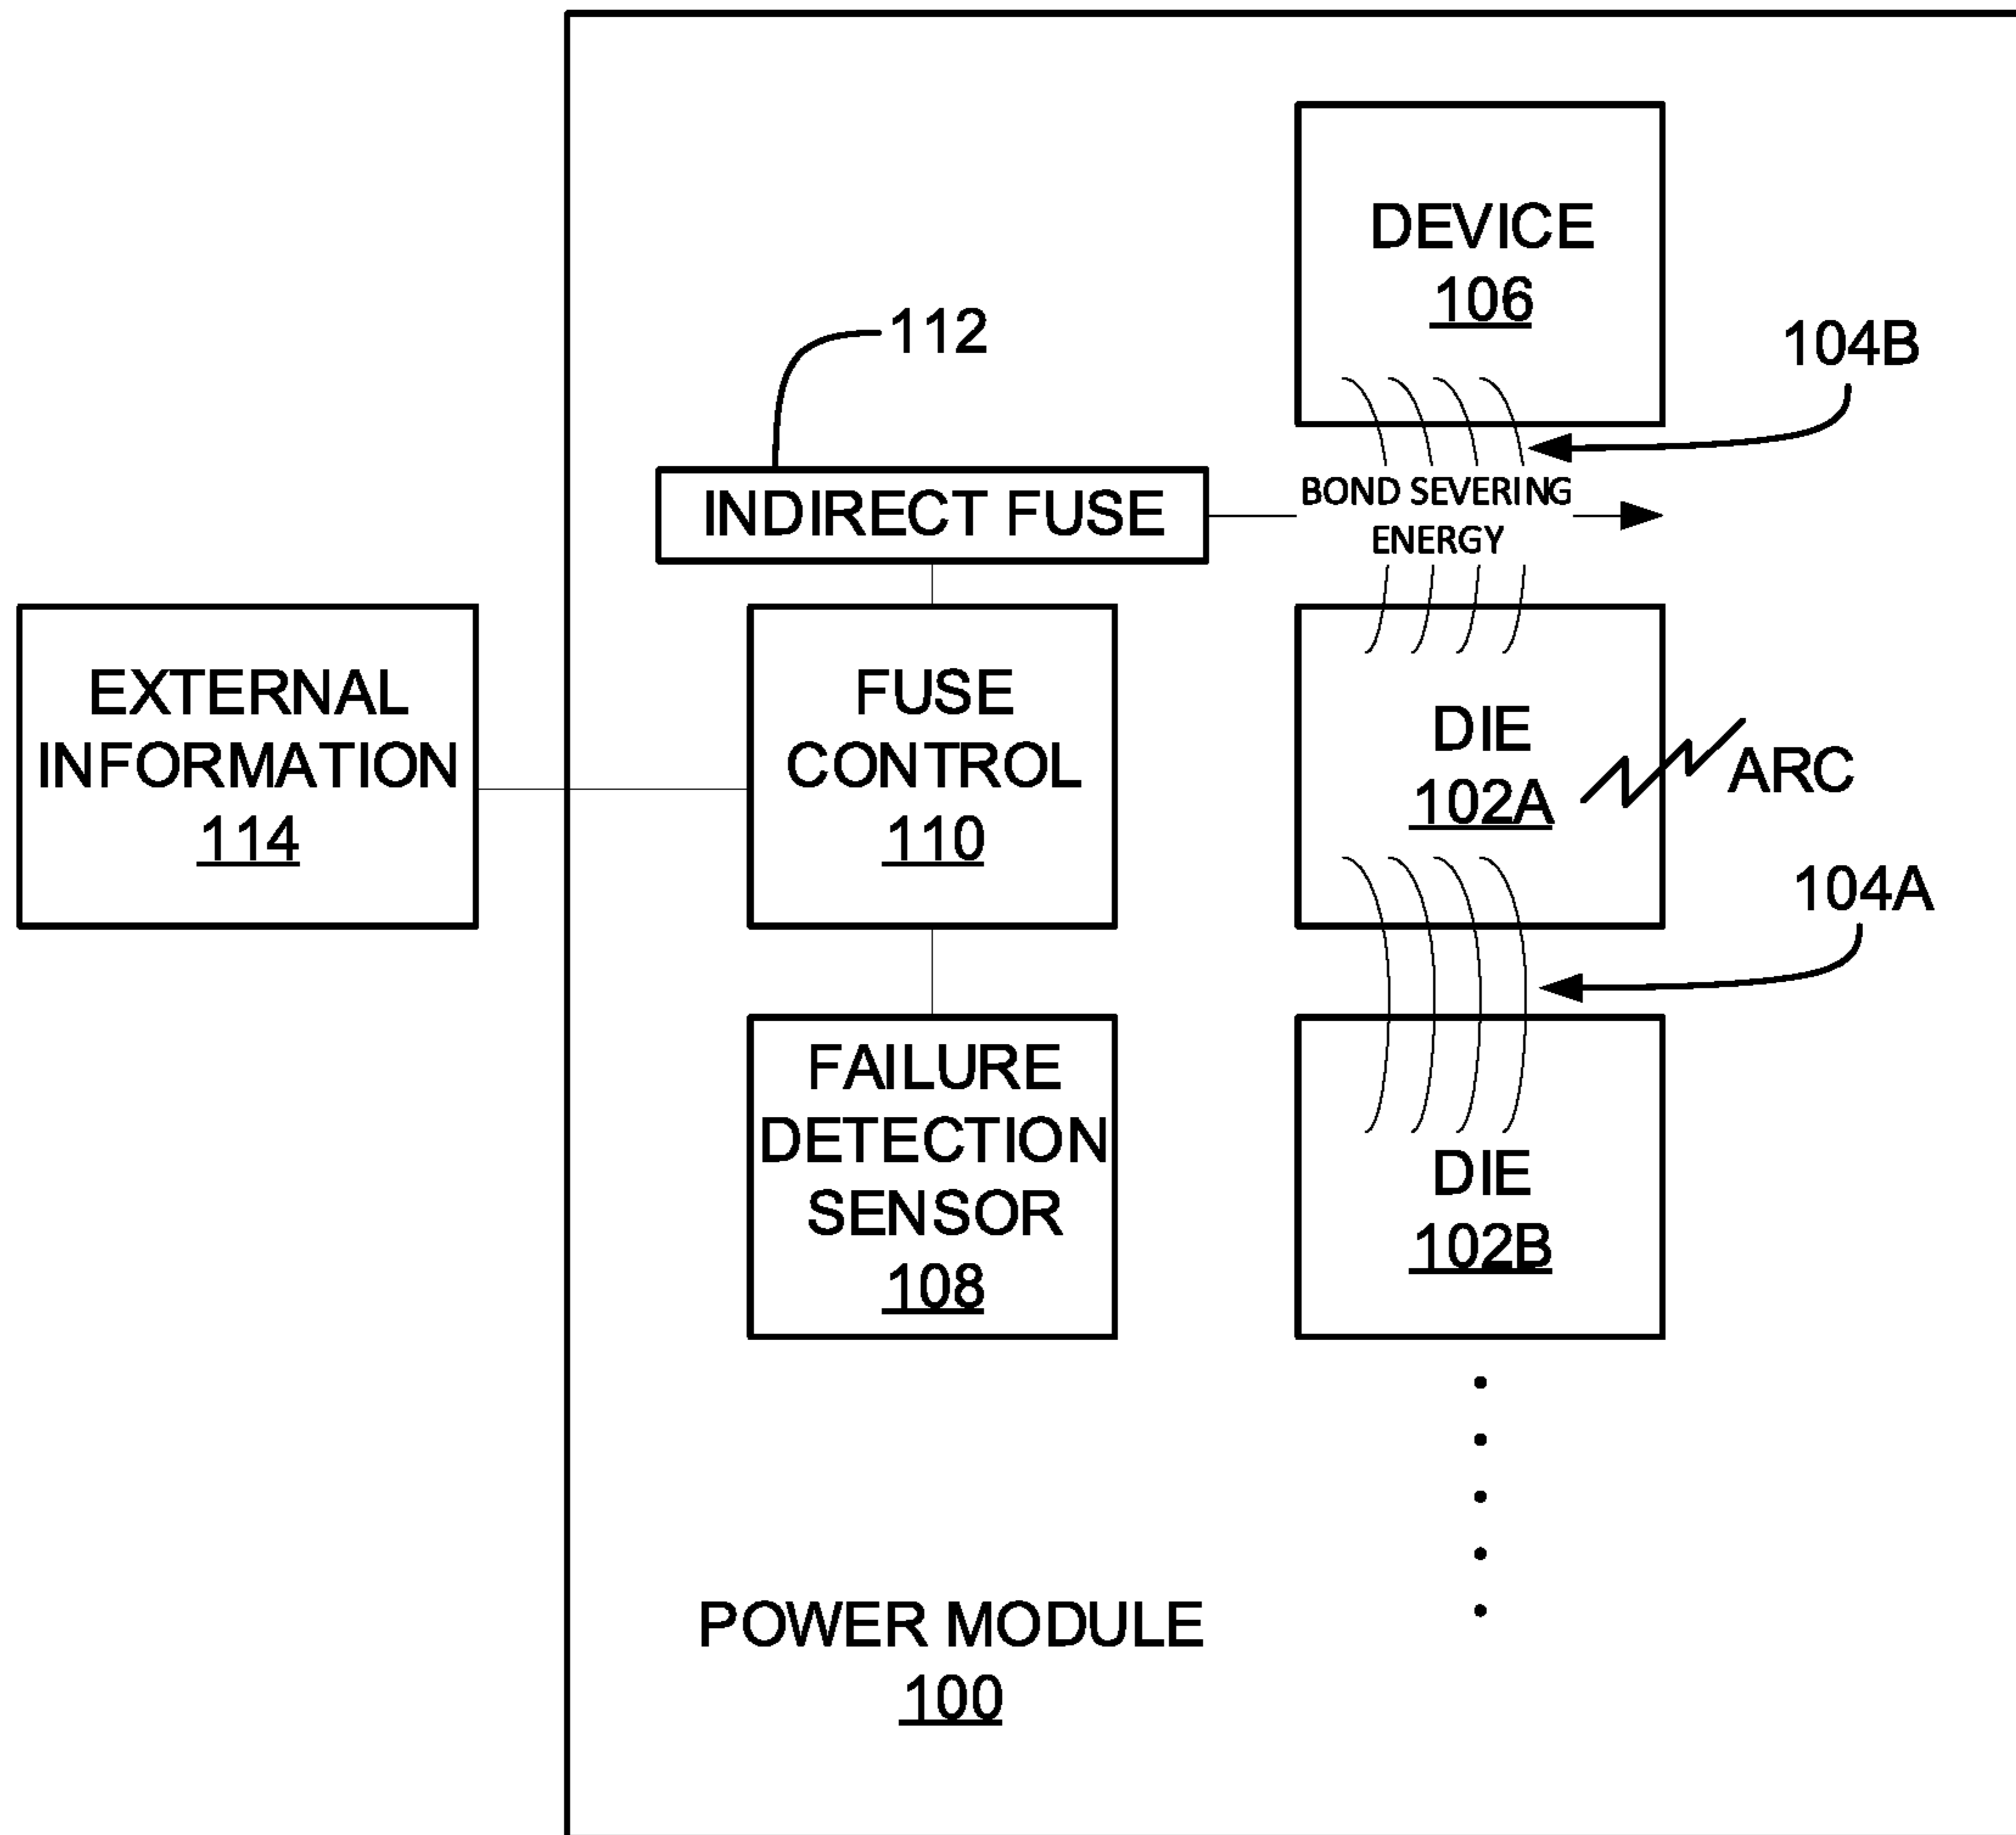 DEVICE
106
104B
112
INDIRECT FUSE
BOND SEVERING
ENERGY
EXTERNAL
INFORMATION
114
FUSE
CONTROL
110
DIE
102A
ARC
104A
FAILURE
DETECTION
SENSOR
108
DIE
102B
POWER MODULE
100